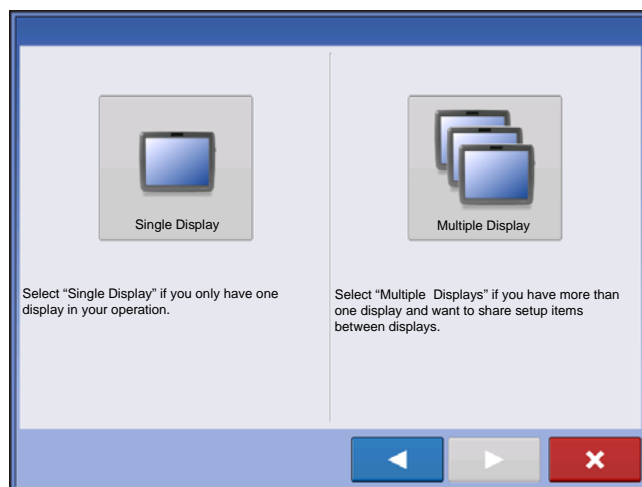 Single Display
Select “Single Display” if you only have one
display in your operation.
Multiple Display
Select “Multiple  Displays” if you have more than
one display and want to share setup items
between displays.